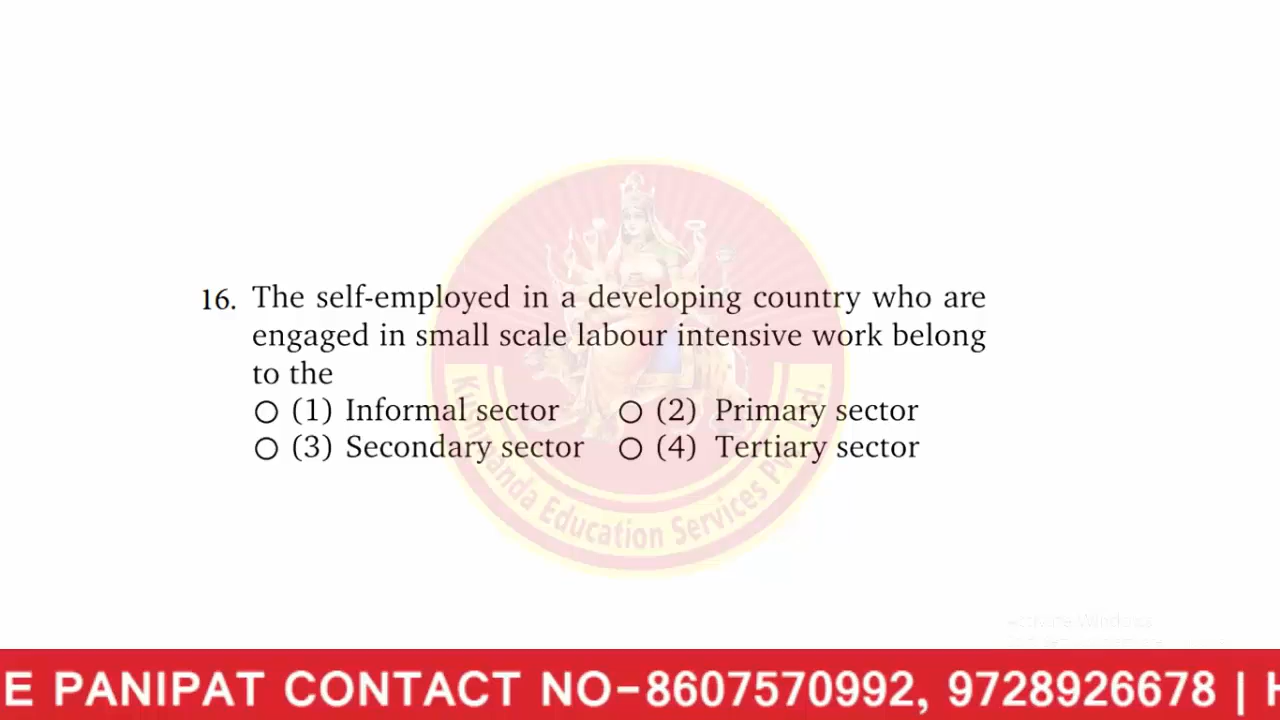 16. The self-employed in a developing country who are
engaged in small scale labour intensive work belong
to the
(1) Informal sector (2) Primary sector
(3) Secondary sector (4) Tertiary sector
Education Services
E PANIPAT CONTACT NO-8607570992, 9728926678 | H